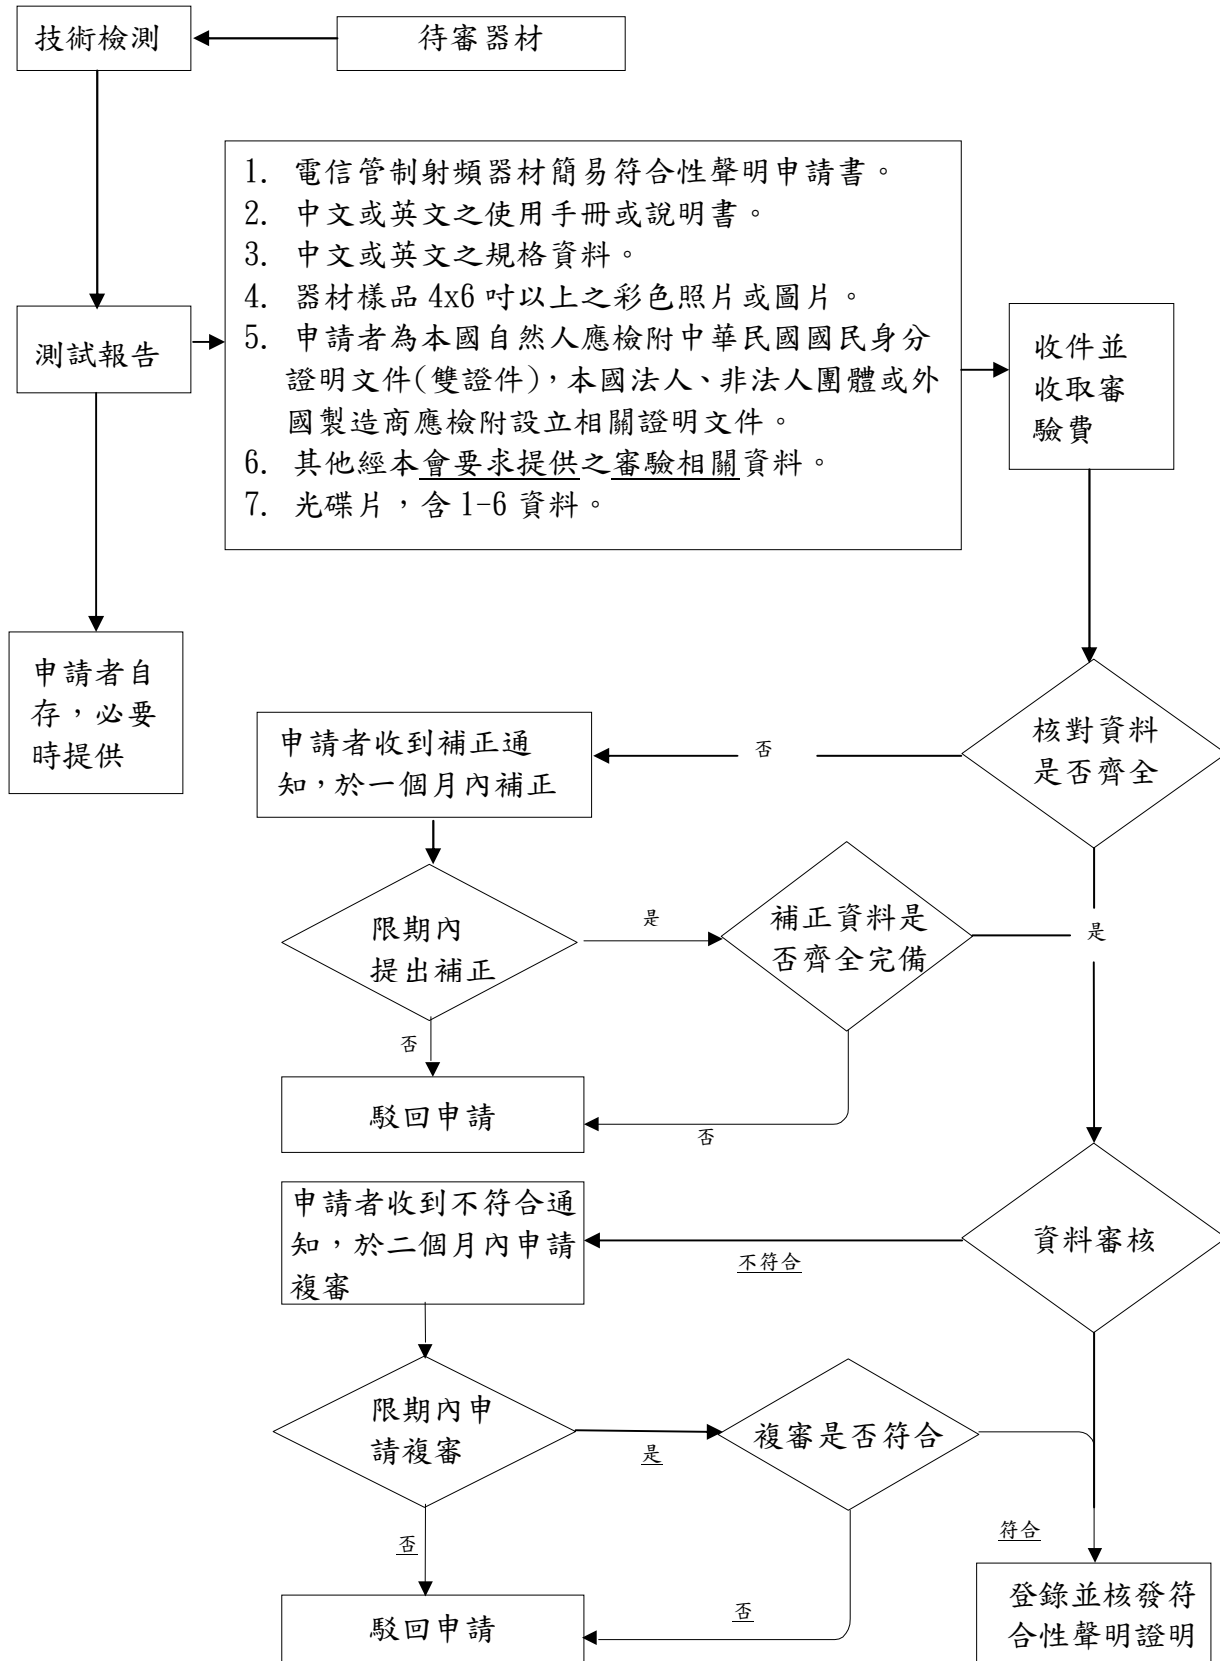 技術檢測
待審器材
1. 電信管制射頻器材簡易符合性聲明申請書。
2. 中文或英文之使用手冊或說明書。
3. 中文或英文之規格資料。
4. 器材樣品 4x6 吋以上之彩色照片或圖片。
5. 申請者為本國自然人應檢附中華民國國民身分
證明文件(雙證件)，本國法人、非法人團體或外
國製造商應檢附設立相關證明文件。
6. 其他經本會要求提供之審驗相關資料。
7. 光碟片，含 1-6 資料。
測試報告
收件並
收取審
驗費
申請者自
存，必要
時提供
申請者收到補正通
知，於一個月內補正
否
核對資料
是否齊全
限期內
提出補正
是
補正資料是
否齊全完備
是
否
駁回申請
否
申請者收到不符合通
知，於二個月內申請
複審
不符合
資料審核
限期內申
請複審
是
複審是否符合
否
符合
駁回申請
否
登錄並核發符
合性聲明證明